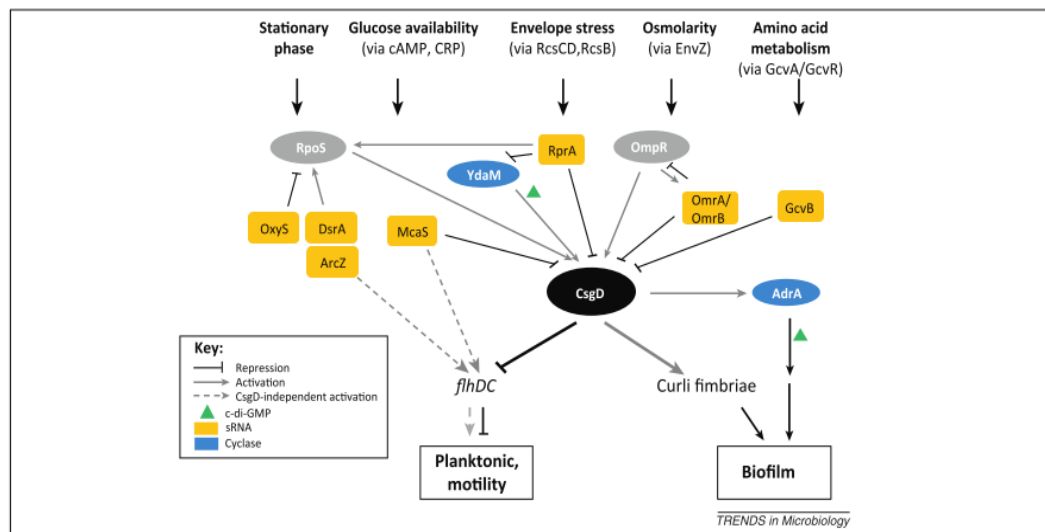 Stationary
phase
Glucose availability
(via cAMP, CRP)
Envelope stress
(via RcsCD,RcsB)
Osmolarity
(via EnvZ)
Amino acid
metabolism
(via GcvA/GcvR)
RpoS
RprA
OmpR
YdaM
OxyS
DsrA
ArcZ
McaS
OmrA/
OmrB
GcvB
CsgD
AdrA
Key:
Repression
Activation
CsgD-independent activation
c-di-GMP
sRNA
Cyclase
flhDC
Curli fimbriae
Planktonic,
motility
Biofilm
TRENDS in Microbiology